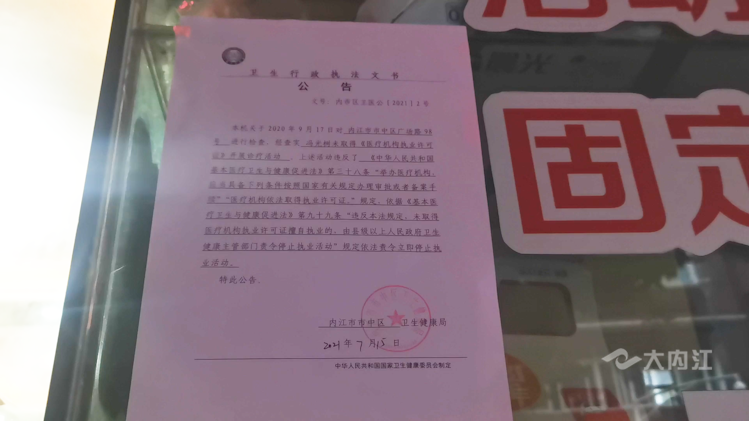 卫生行政执法文书
公 告
文号：内市区卫医公[2021]1号
本机关于2020年9月17日对内江市市中区广 路98
号 进行检查， 未取得《医疗机构执业许可
证》开展诊疗活动 ，上述活动违反了 《中华人民共和国
基本医疗卫生与健康促进法》第三十八条“举办医疗机构，
应当具备下列条件按照国家有关规定办理审批或者备案手
续”“医疗机构依法取得执业许可证。”规定，依据《基本医
疗卫生与健康促进法》第九十九条“违反本法规定，未取得
医疗机构执业许可证擅自执业的，由县级以上人民政府卫生
健康主管部门责令停止执业活动”规定依法责令立即停止执
业活动。
特此公告。
内江市市中区 卫生健康局
2021年7月15日
中华人民共和国国家卫生健康委员会制定
固定
大内江